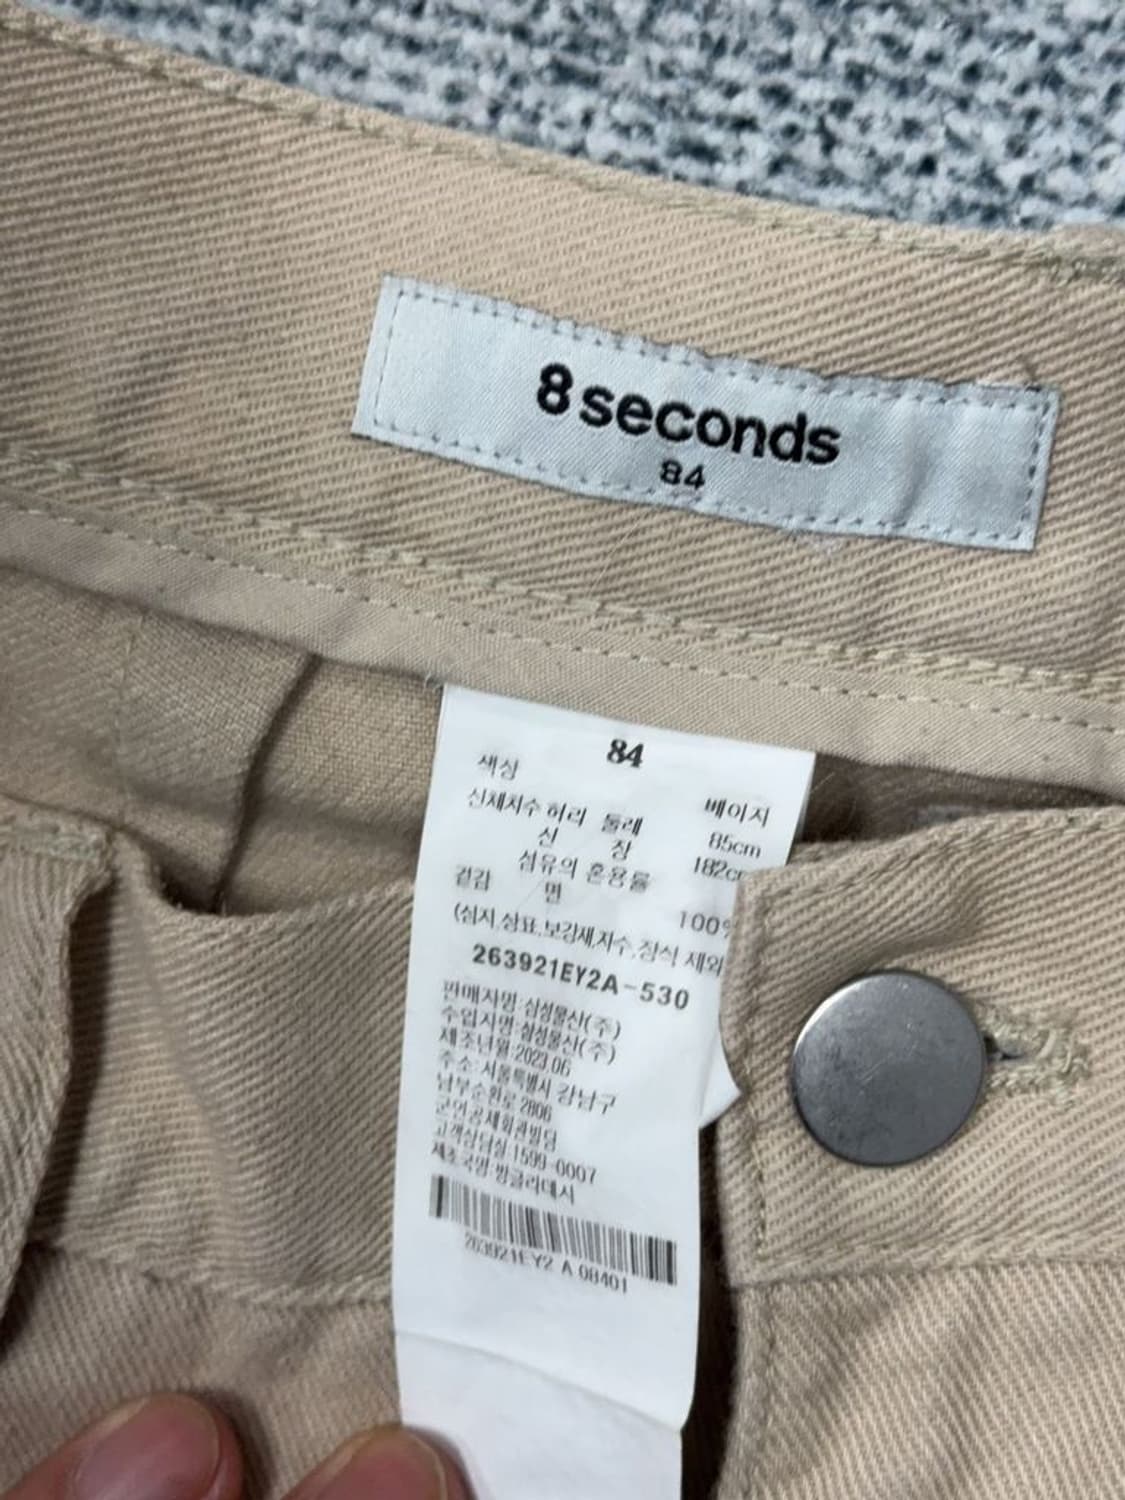 8 seconds
84
84
색상 베이지
신체치수 허리 둘레 85cm
신 장 182c
섬유의 혼용률
겉감 면 100%
(심지,상표,보강재,자수,장식 제외
263921EY2A-530
판매자명:삼성물산(주)
수입자명:삼성물산(주)
제조년월:2023.06
주소:서울특별시 강남구
남부순환로 2806
군인공제회관빌딩
고객상담실:1599-0007
제조국명:방글라데시
263921EY2 A 08401